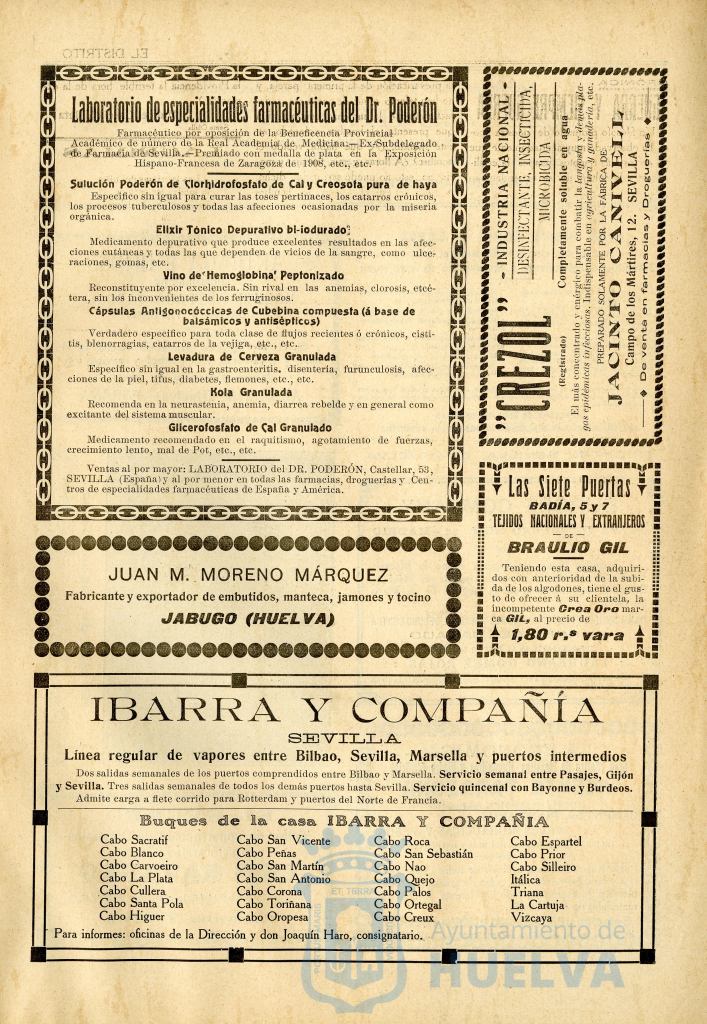 Laboratorio de especialidades farmacéuticas del Dr. Poderón
Farmacéutico por oposición de la Beneficencia Provincial
Académico de número de la Real Academia de Medicina.—Ex-Subdelegado
de Farmacia de Sevilla.—Premiado con medalla de plata en la Exposición
Hispano-Francesa de Zaragoza de 1908, etc., etc.
Sulución Poderón de Clorhidrofosfato de Cal y Creosota pura de haya
Específico sin igual para curar las toses pertinaces, los catarros crónicos,
los procesos tuberculosos y todas las afecciones ocasionadas por la miseria
orgánica.
Elixir Tónico Depurativo bi-iodurado
Medicamento depurativo que produce excelentes resultados en las afec-
ciones cutáneas y todas las que dependen de vicios de la sangre, como ulce-
raciones, gomas, etc.
Vino de Hemoglobina Peptonizado
Reconstituyente por excelencia. Sin rival en las anemias, clorosis, etcé-
tera, sin los inconvenientes de los ferruginosos.
Cápsulas Antigonocóccicas de Cubebina compuesta (á base de
balsámicos y antisépticos)
Verdadero específico para toda clase de flujos recientes ó crónicos, cisti-
tis, blenorragias, catarros de la vejiga, etc., etc.
Levadura de Cerveza Granulada
Específico sin igual en la gastroenteritis, disentería, furunculosis, afec-
ciones de la piel, tifus, diabetes, flemones, etc., etc.
Kola Granulada
Recomenda en la neurastenia, anemia, diarrea rebelde y en general como
excitante del sistema muscular.
Glicerofosfato de Cal Granulado
Medicamento recomendado en el raquitismo, agotamiento de fuerzas,
crecimiento lento, mal de Pot, etc., etc.
Ventas al por mayor: LABORATORIO del DR. PODERÓN, Castellar, 53,
SEVILLA (España) y al por menor en todas las farmacias, droguerías y Cen-
tros de especialidades farmacéuticas de España y América.
"CREZOL"
(Registrado)
- INDUSTRIA NACIONAL -
DESINFECTANTE, INSECTICIDA,
MICROBICIDA
Completamente soluble en agua
El más concentrado y enérgico para combatir la langosta y demás pla-
gas epidémicas infecciosas. Indispensable en agricultura y ganadería, etc.
PREPARADO SOLAMENTE POR LA FÁBRICA DE
JACINTO CANIVELL
Campo de los Mártires, 12. SEVILLA
De venta en farmacias y Droguerías
Las Siete Puertas
BADÍA, 5 y 7
TEJIDOS NACIONALES Y EXTRANJEROS
DE
BRAULIO GIL
Teniendo esta casa, adquiri-
dos con anterioridad de la subi-
da de los algodones, tiene el gus-
to de ofrecer á su clientela, la
incompetente Crea Oro mar-
ca GIL, al precio de
1,80 r.s vara
JUAN M. MORENO MÁRQUEZ
Fabricante y exportador de embutidos, manteca, jamones y tocino
JABUGO (HUELVA)
IBARRA Y COMPAÑÍA
SEVILLA
Línea regular de vapores entre Bilbao, Sevilla, Marsella y puertos intermedios
Dos salidas semanales de los puertos comprendidos entre Bilbao y Marsella. Servicio semanal entre Pasajes, Gijón
y Sevilla. Tres salidas semanales de todos los demás puertos hasta Sevilla. Servicio quincenal con Bayonne y Burdeos.
Admite carga a flete corrido para Rotterdam y puertos del Norte de Francia.
Buques de la casa IBARRA Y COMPAÑIA
Cabo Sacratif
Cabo Blanco
Cabo Carvoeiro
Cabo La Plata
Cabo Cullera
Cabo Santa Pola
Cabo Higuer
Cabo San Vicente
Cabo Peñas
Cabo San Martín
Cabo San Antonio
Cabo Corona
Cabo Toriñana
Cabo Oropesa
Cabo Roca
Cabo San Sebastián
Cabo Nao
Cabo Quejo
Cabo Palos
Cabo Ortegal
Cabo Creux
Cabo Espartel
Cabo Prior
Cabo Silleiro
Itálica
Triana
La Cartuja
Vizcaya
Para informes: oficinas de la Dirección y don Joaquín Haro, consignatario.
Ayuntamiento de
HUELVA